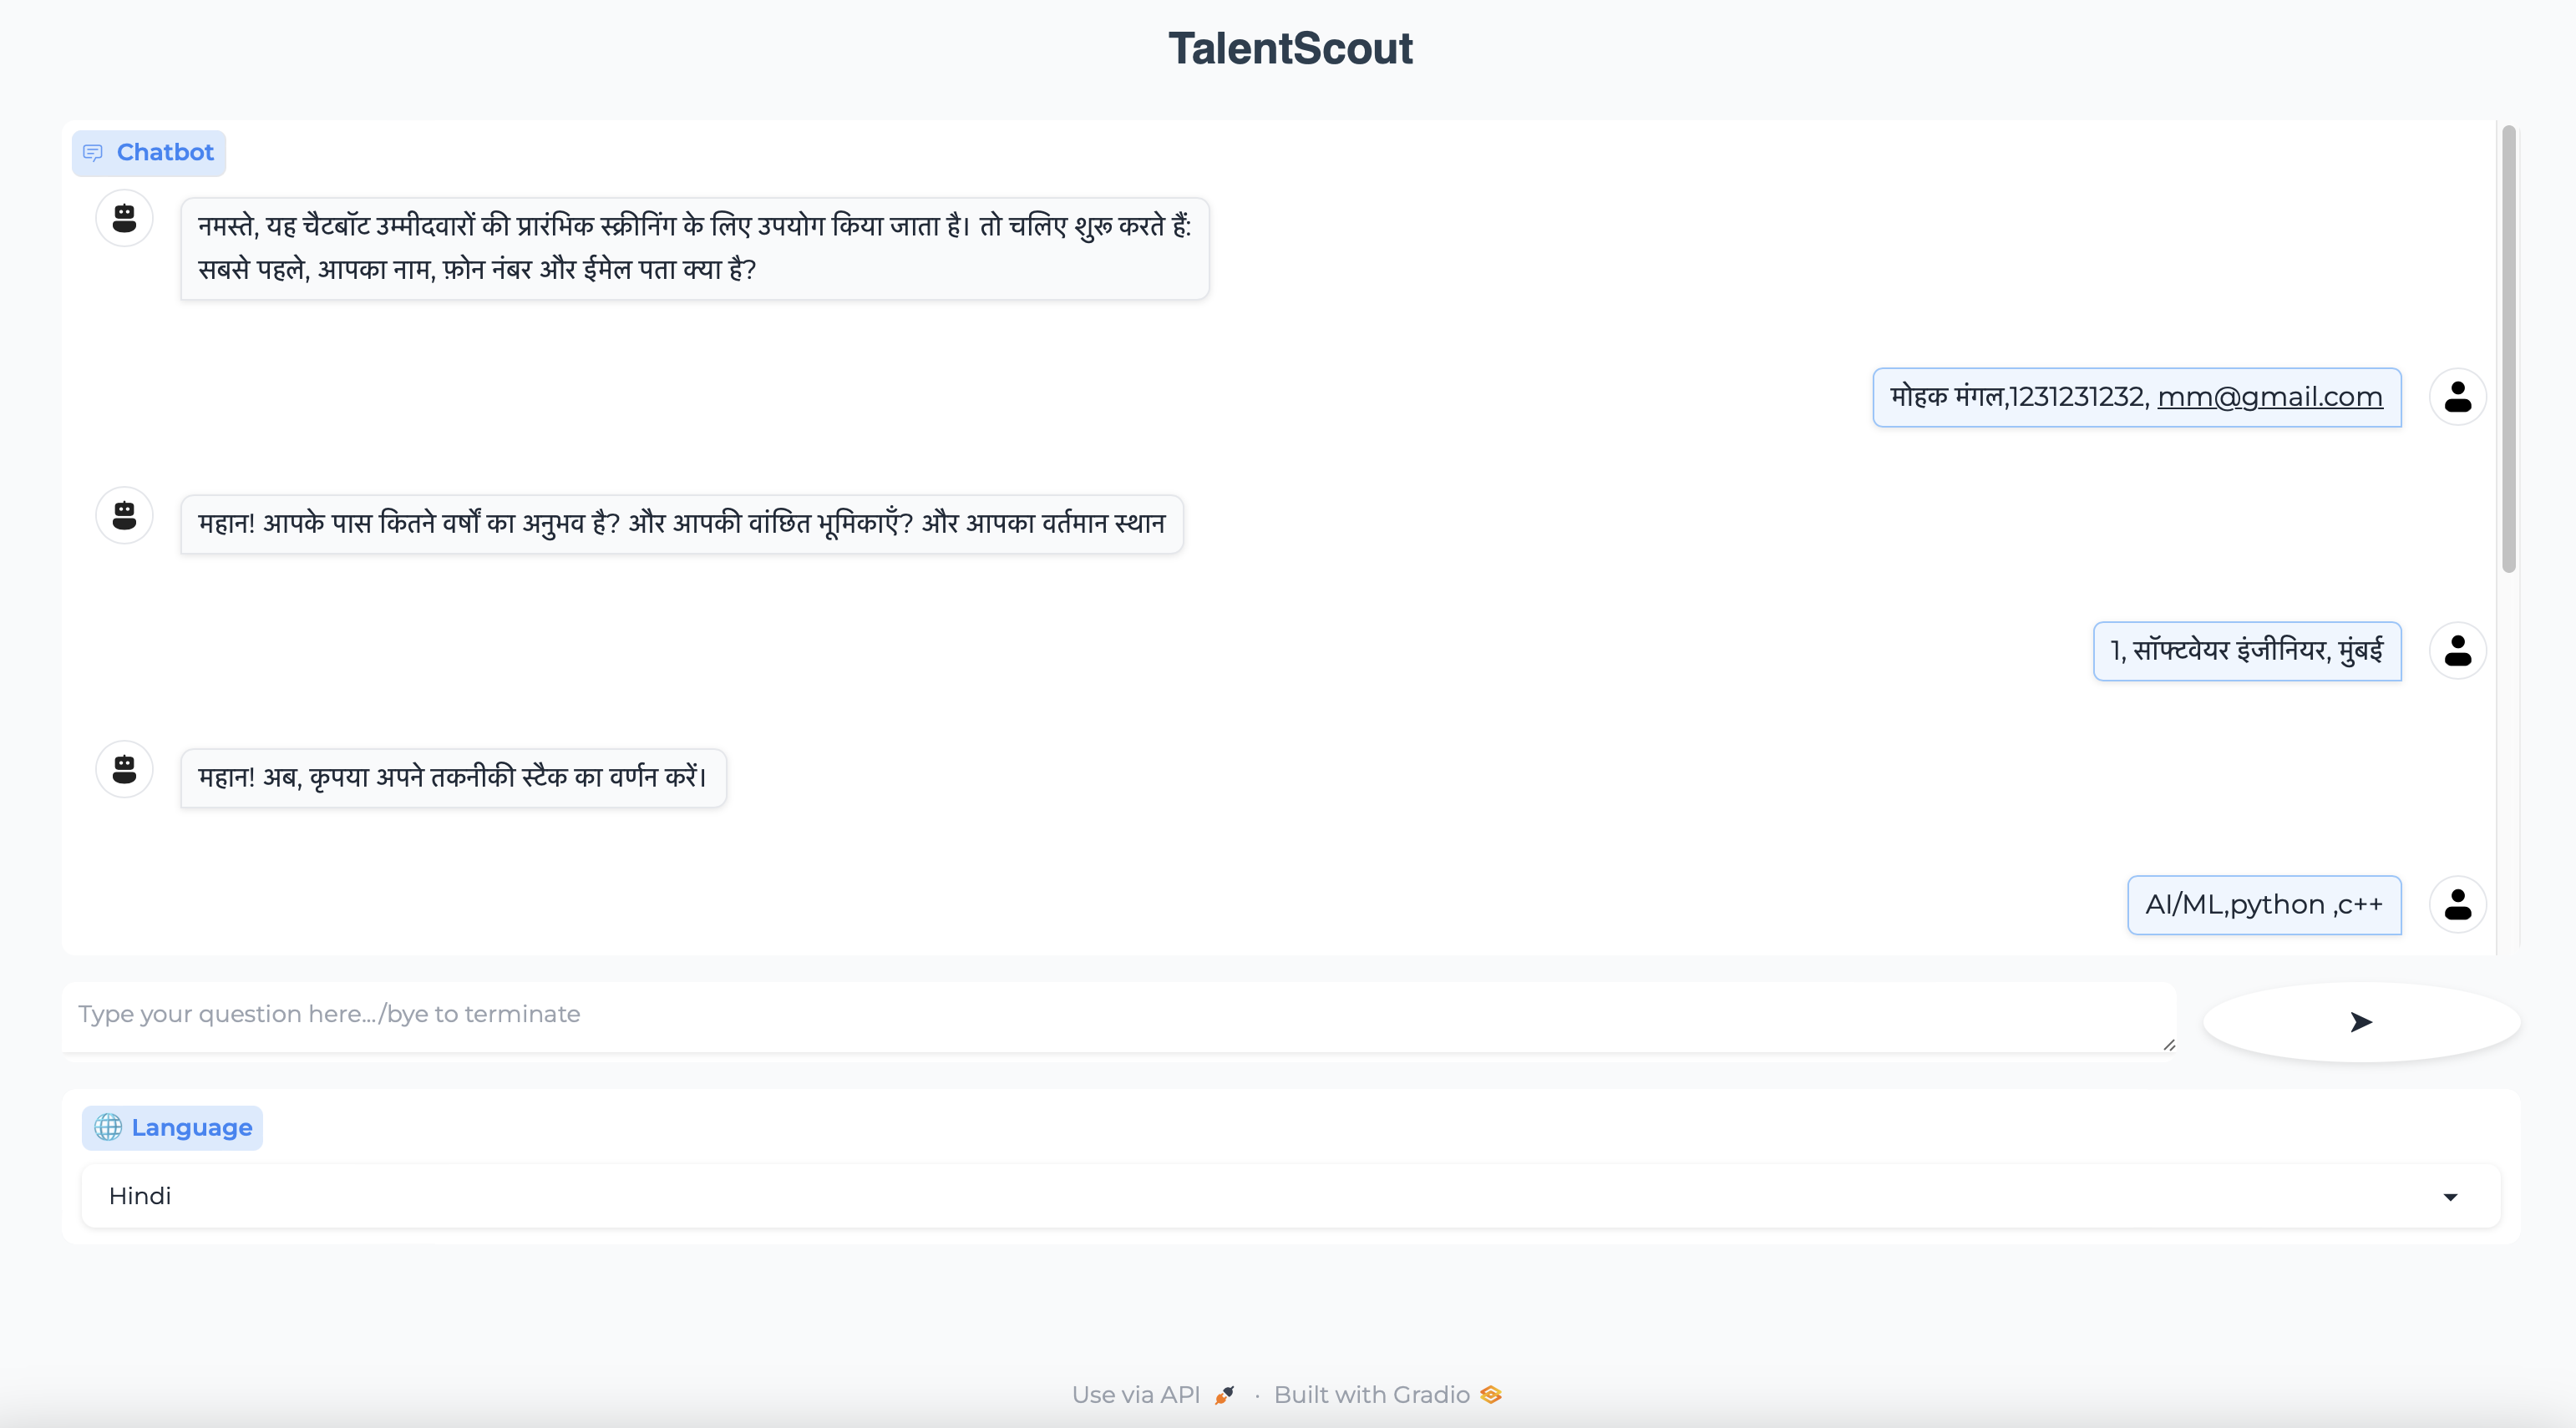 TalentScout
Chatbot
नमस्ते, यह चैटबॉट उम्मीदवारों की प्रारंभिक स्क्रीनिंग के लिए उपयोग किया जाता है। तो चलिए शुरू करते हैं:
सबसे पहले, आपका नाम, फ़ोन नंबर और ईमेल पता क्या है?
मोहक मंगल,1231231232, mm@gmail.com
महान! आपके पास कितने वर्षों का अनुभव है? और आपकी वांछित भूमिकाएँ? और आपका वर्तमान स्थान
1, सॉफ्टवेयर इंजीनियर, मुंबई
महान! अब, कृपया अपने तकनीकी स्टैक का वर्णन करें।
AI/ML,python ,c++
Type your question here.../bye to terminate
Language
Hindi
Use via API · Built with Gradio